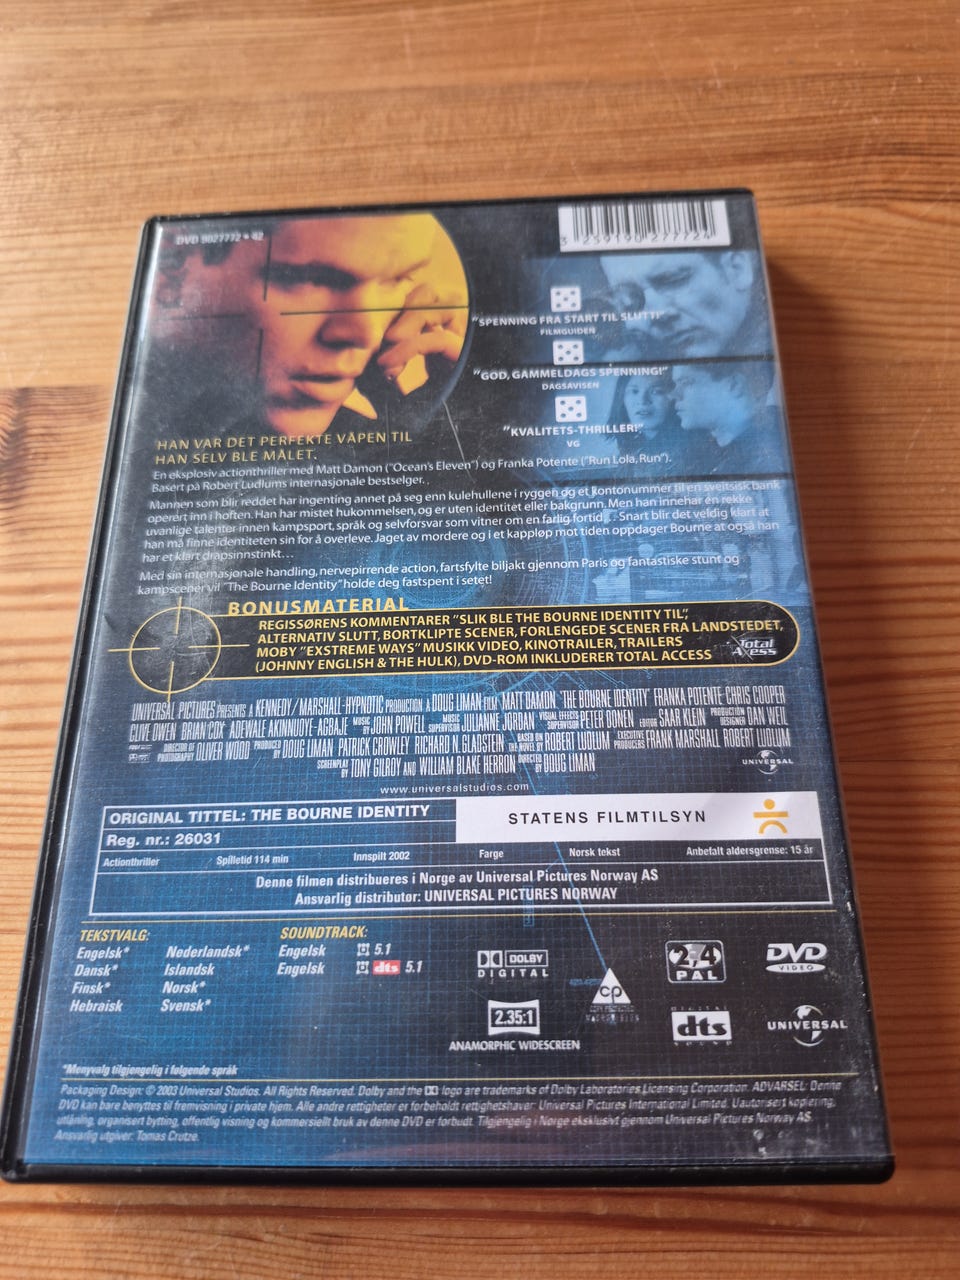 DVD 9027772 • 42
3 259190 277724
"SPENNING FRA START TIL SLUTT!"
FILMGUIDEN
"GOD, GAMMELDAGS SPENNING!"
DAGSAVISEN
"KVALITETS-THRILLER!"
VG
HAN VAR DET PERFEKTE VÅPEN TIL
HAN SELV BLE MÅLET.
En eksplosiv actionthriller med Matt Damon ("Ocean's Eleven") og Franka Potente ("Run Lola, Run").
Basert på Robert Ludlums internasjonale bestselger.
Mannen som blir reddet har ingenting annet på seg enn kulehullene i ryggen og et kontonummer til en sveitsisk bank
operert inn i hoften. Han har mistet hukommelsen, og er uten identitet eller bakgrunn. Men han innehar en rekke
uvanlige talenter innen kampsport, språk og selvforsvar som vitner om en farlig fortid… Snart blir det veldig klart at
han må finne identiteten sin for å overleve. Jaget av mordere og i et kappløp mot tiden oppdager Bourne at også han
har et klart drapsinnstinkt…
Med sin internasjonale handling, nervepirrende action, fartsfylte biljakt gjennom Paris og fantastiske stunt og
kampscener vil "The Bourne Identity" holde deg fastspent i setet!
BONUSMATERIAL
REGISSØRENS KOMMENTARER "SLIK BLE THE BOURNE IDENTITY TIL",
ALTERNATIV SLUTT, BORTKLIPTE SCENER, FORLENGEDE SCENER FRA LANDSTEDET,
MOBY "EXSTREME WAYS" MUSIKK VIDEO, KINOTRAILER, TRAILERS
(JOHNNY ENGLISH & THE HULK), DVD-ROM INKLUDERER TOTAL ACCESS
Total Axess
UNIVERSAL PICTURES PRESENTS A KENNEDY/MARSHALL-HYPNOTIC PRODUCTION A DOUG LIMAN FILM MATT DAMON "THE BOURNE IDENTITY" FRANKA POTENTE CHRIS COOPER
CLIVE OWEN BRIAN COX ADEWALE AKINNUOYE-AGBAJE MUSIC BY JOHN POWELL MUSIC SUPERVISOR JULIANNE JORDAN VISUAL EFFECTS SUPERVISOR PETER DONEN EDITOR SAAR KLEIN PRODUCTION DESIGNER DAN WEIL
DIRECTOR OF PHOTOGRAPHY OLIVER WOOD PRODUCED BY DOUG LIMAN PATRICK CROWLEY RICHARD N. GLADSTEIN BASED ON THE NOVEL BY ROBERT LUDLUM EXECUTIVE PRODUCERS FRANK MARSHALL ROBERT LUDLUM
SCREENPLAY BY TONY GILROY AND WILLIAM BLAKE HERRON DIRECTED BY DOUG LIMAN
UNIVERSAL
www.universalstudios.com
ORIGINAL TITTEL: THE BOURNE IDENTITY
STATENS FILMTILSYN
Reg. nr.: 26031
Actionthriller Spilletid 114 min Innspilt 2002 Farge Norsk tekst Anbefalt aldersgrense: 15 år
Denne filmen distribueres i Norge av Universal Pictures Norway AS
Ansvarlig distributør: UNIVERSAL PICTURES NORWAY
TEKSTVALG:
Engelsk* Nederlandsk*
Dansk* Islandsk
Finsk* Norsk*
Hebraisk Svensk*
SOUNDTRACK:
Engelsk 5.1
Engelsk dts 5.1
DOLBY
DIGITAL
2,4
PAL
DVD
VIDEO
cp
2.35:1
ANAMORPHIC WIDESCREEN
DIGITAL
dts
SOUND
UNIVERSAL
*Menyvalg tilgjengelig i følgende språk
Packaging Design: © 2003 Universal Studios. All Rights Reserved. Dolby and the logo are trademarks of Dolby Laboratories Licensing Corporation. ADVARSEL: Denne
DVD kan bare benyttes til fremvisning i private hjem. Alle andre rettigheter er forbeholdt rettighetshaver: Universal Pictures International Limited. Uautorisert kopiering,
utlåning, organisert bytting, offentlig visning og kommersiellt bruk av denne DVD er forbudt. Tilgjengelig i Norge eksklusivt gjennom Universal Pictures Norway AS.
Ansvarlig utgiver: Tomas Crutze.